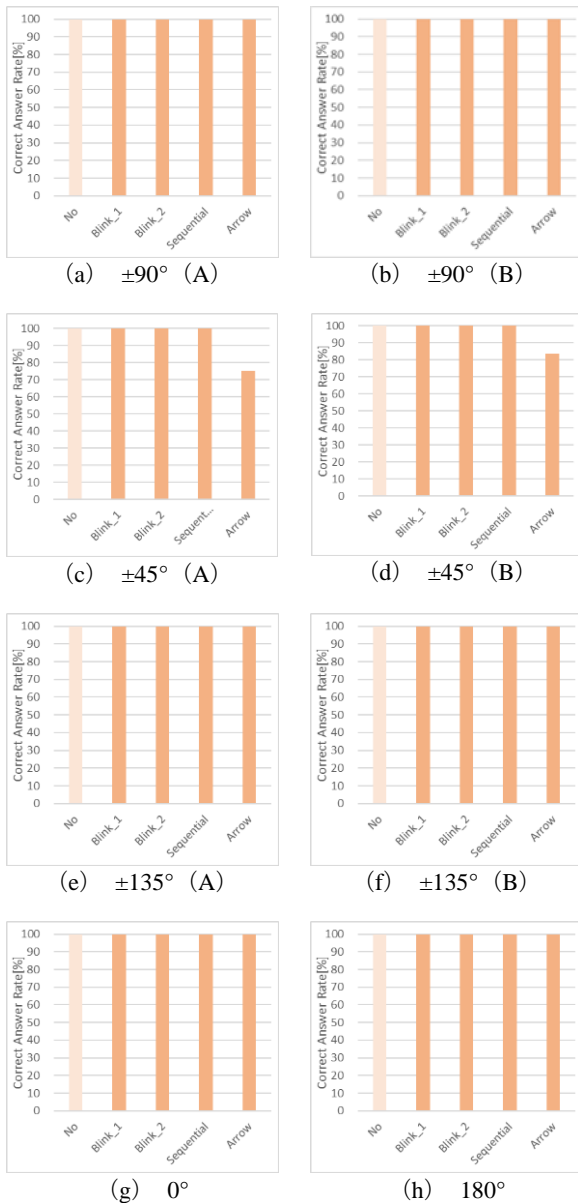 Correct Answer Rate[%]
100
90
80
70
60
50
40
30
20
10
0
No
Blink_1
Blink_2
Sequential
Arrow
(a) ±90° (A)
Correct Answer Rate[%]
100
90
80
70
60
50
40
30
20
10
0
No
Blink_1
Blink_2
Sequential
Arrow
(b) ±90° (B)
Correct Answer Rate[%]
100
90
80
70
60
50
40
30
20
10
0
No
Blink_1
Blink_2
Sequent...
Arrow
(c) ±45° (A)
Correct Answer Rate[%]
100
90
80
70
60
50
40
30
20
10
0
No
Blink_1
Blink_2
Sequential
Arrow
(d) ±45° (B)
Correct Answer Rate[%]
100
90
80
70
60
50
40
30
20
10
0
No
Blink_1
Blink_2
Sequential
Arrow
(e) ±135° (A)
Correct Answer Rate[%]
100
90
80
70
60
50
40
30
20
10
0
No
Blink_1
Blink_2
Sequential
Arrow
(f) ±135° (B)
Correct Answer Rate[%]
100
90
80
70
60
50
40
30
20
10
0
No
Blink_1
Blink_2
Sequential
Arrow
(g) 0°
Correct Answer Rate[%]
100
90
80
70
60
50
40
30
20
10
0
No
Blink_1
Blink_2
Sequential
Arrow
(h) 180°